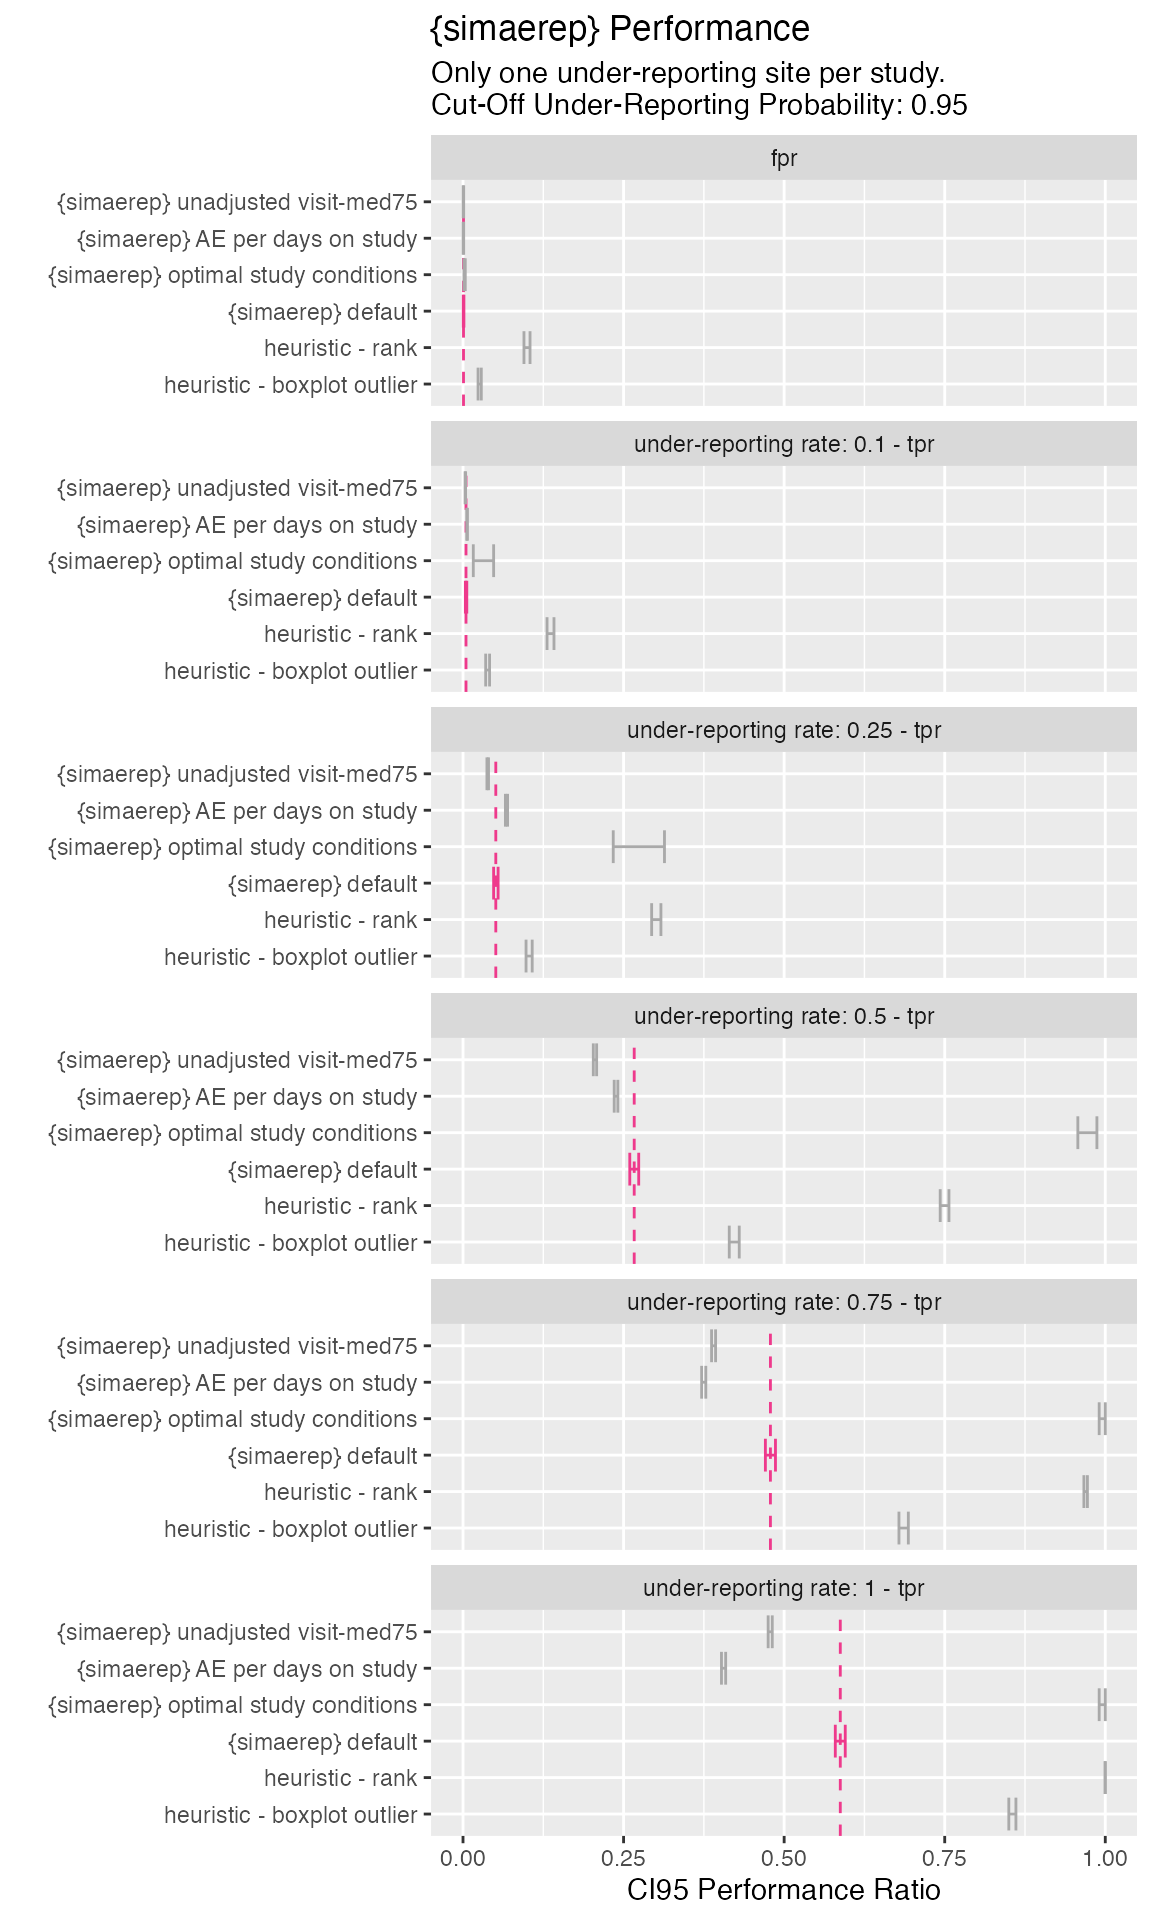 {simaerep} Performance
Only one under-reporting site per study.
Cut-Off Under-Reporting Probability: 0.95
fpr
{simaerep} unadjusted visit-med75
{simaerep} AE per days on study
{simaerep} optimal study conditions
{simaerep} default
heuristic - rank
heuristic - boxplot outlier
under-reporting rate: 0.1 - tpr
{simaerep} unadjusted visit-med75
{simaerep} AE per days on study
{simaerep} optimal study conditions
{simaerep} default
heuristic - rank
heuristic - boxplot outlier
under-reporting rate: 0.25 - tpr
{simaerep} unadjusted visit-med75
{simaerep} AE per days on study
{simaerep} optimal study conditions
{simaerep} default
heuristic - rank
heuristic - boxplot outlier
under-reporting rate: 0.5 - tpr
{simaerep} unadjusted visit-med75
{simaerep} AE per days on study
{simaerep} optimal study conditions
{simaerep} default
heuristic - rank
heuristic - boxplot outlier
under-reporting rate: 0.75 - tpr
{simaerep} unadjusted visit-med75
{simaerep} AE per days on study
{simaerep} optimal study conditions
{simaerep} default
heuristic - rank
heuristic - boxplot outlier
under-reporting rate: 1 - tpr
{simaerep} unadjusted visit-med75
{simaerep} AE per days on study
{simaerep} optimal study conditions
{simaerep} default
heuristic - rank
heuristic - boxplot outlier
0.00 0.25 0.50 0.75 1.00
CI95 Performance Ratio